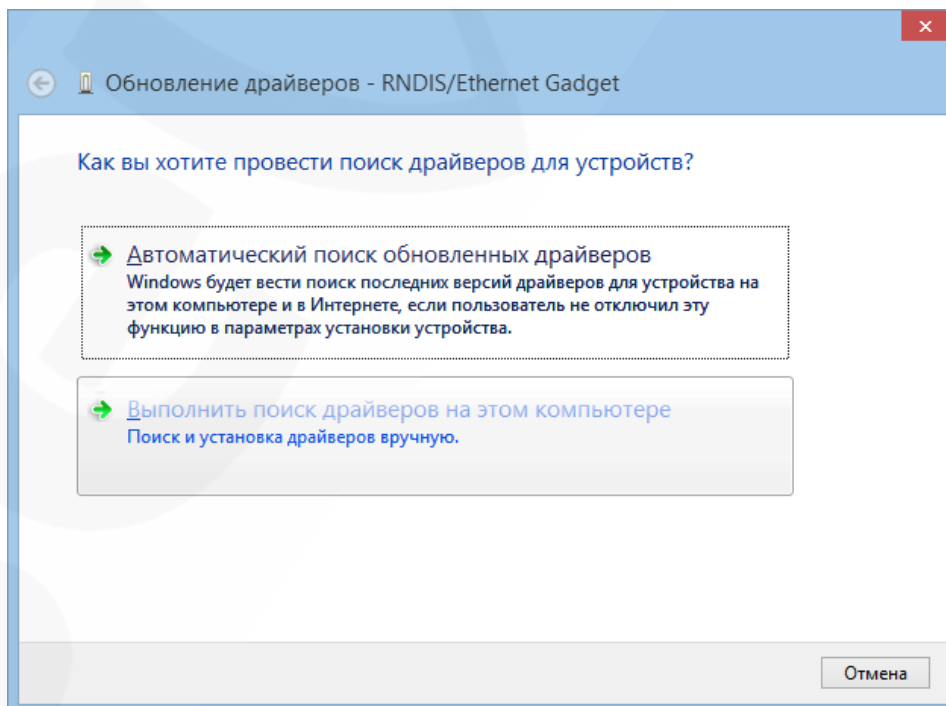 Обновление драйверов - RNDIS/Ethernet Gadget
Как вы хотите провести поиск драйверов для устройств?
Автоматический поиск обновленных драйверов
Windows будет вести поиск последних версий драйверов для устройства на
этом компьютере и в Интернете, если пользователь не отключил эту
функцию в параметрах установки устройства.
Выполнить поиск драйверов на этом компьютере
Поиск и установка драйверов вручную.
Отмена